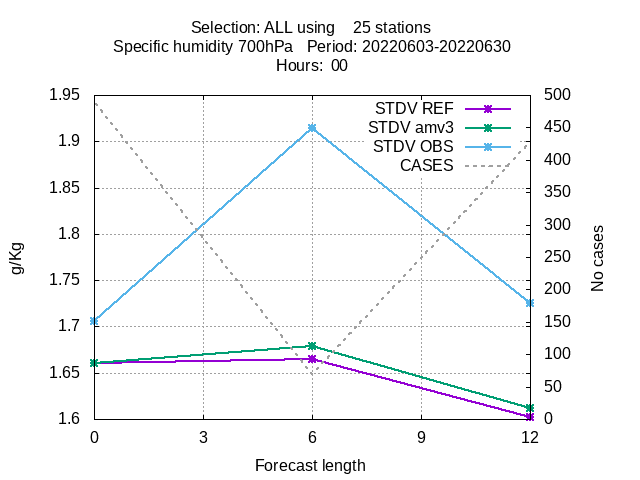 Selection: ALL using 25 stations
Specific humidity 700hPa Period: 20220603-20220630
Hours: 00
1.95
1.9
1.85
1.8
1.75
1.7
1.65
1.6
g/Kg
STDV REF
STDV amv3
STDV OBS
CASES
500
450
400
350
300
250
200
150
100
50
0
No cases
0 3 6 9 12
Forecast length